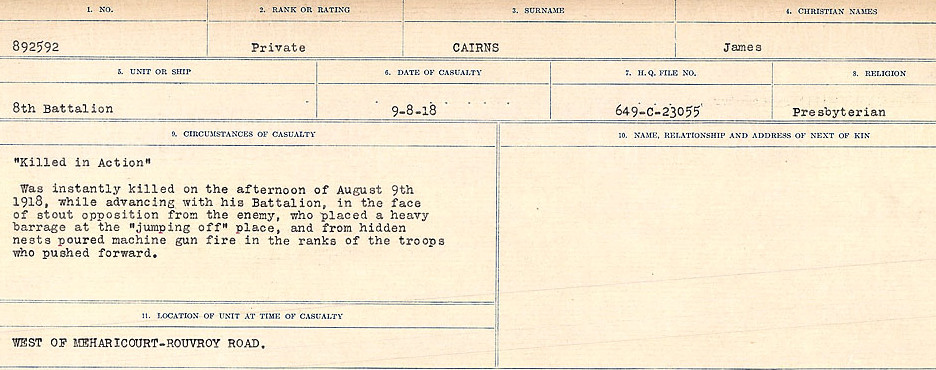 1. NO. 2. RANK OR RATING 3. SURNAME 4. CHRISTIAN NAMES
892592 Private CAIRNS James
5. UNIT OR SHIP 6. DATE OF CASUALTY 7. H. Q. FILE NO. 8. RELIGION
8th Battalion 9-8-18 649-C-23055 Presbyterian
9. CIRCUMSTANCES OF CASUALTY 10. NAME, RELATIONSHIP AND ADDRESS OF NEXT OF KIN
"Killed in Action"
Was instantly killed on the afternoon of August 9th
1918, while advancing with his Battalion, in the face
of stout opposition from the enemy, who placed a heavy
barrage at the "jumping off" place, and from hidden
nests poured machine gun fire in the ranks of the troops
who pushed forward.
11. LOCATION OF UNIT AT TIME OF CASUALTY
WEST OF MEHARICOURT-ROUVROY ROAD.